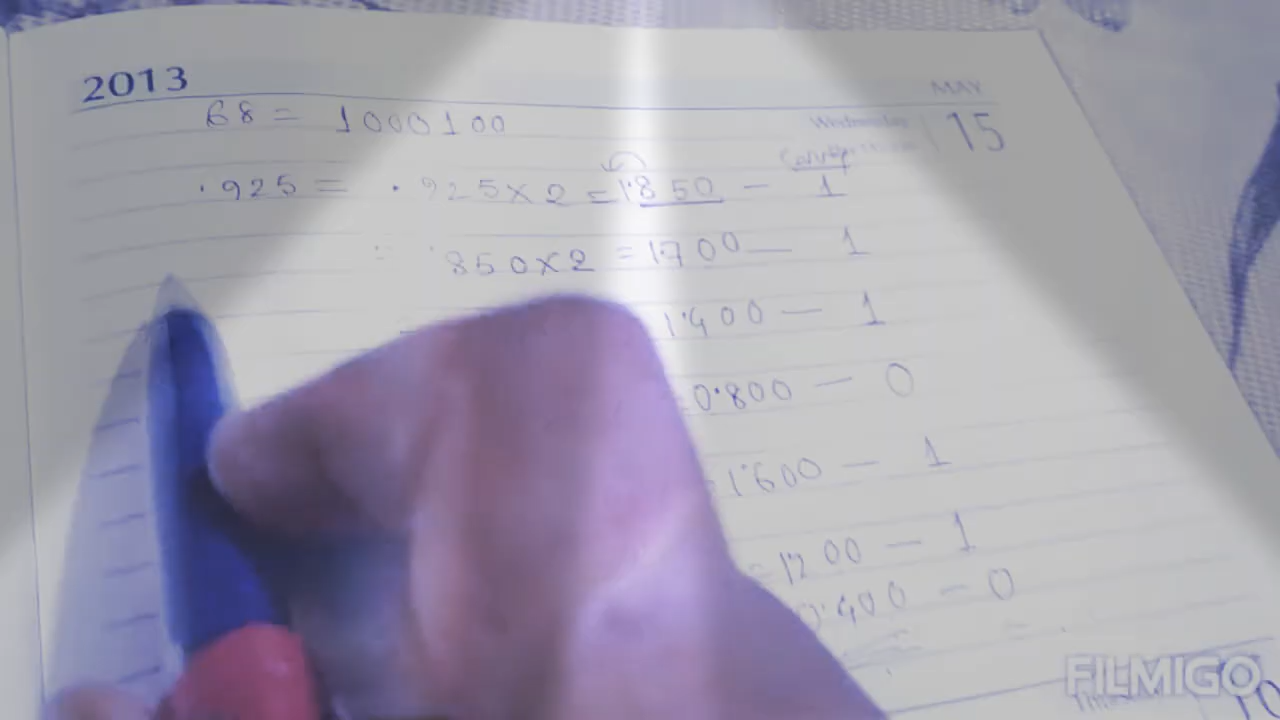 2013 MAY
Wednesday 15
68 = 1000100
Carry
.925 = .925×2 = 1.850 — 1
= .850×2 = 1.700 — 1
1.400 — 1
=0.800 — 0
=1.600 — 1
=1.200 — 1
0.400 — 0
FILMIGO